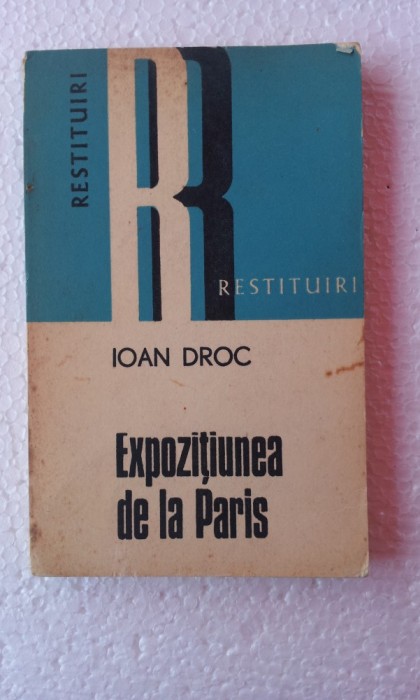 RESTITUIRI
R
RESTITUIRI
IOAN DROC
Expozițiunea
de la Paris